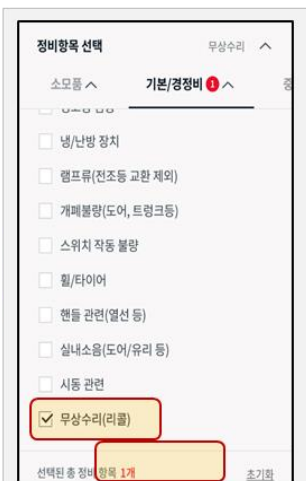 정비항목 선택 무상수리
소모품 기본/경정비 1
냉/난방 장치
램프류(전조등 교환 제외)
개폐불량(도어, 트렁크등)
스위치 작동 불량
휠/타이어
핸들 관련(열선 등)
실내소음(도어/유리 등)
시동 관련
무상수리(리콜)
선택된 총 정비 항목 1개 초기화